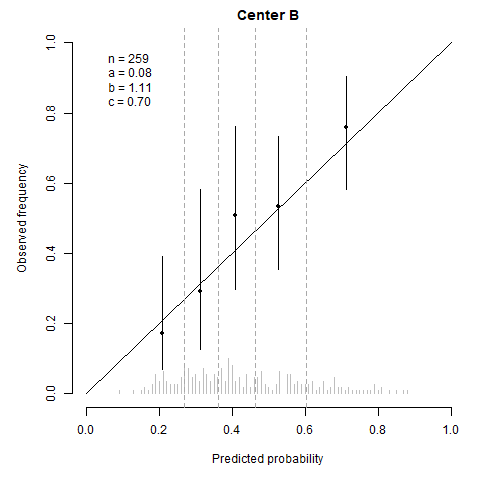 Center B
n = 259
a = 0.08
b = 1.11
c = 0.70
Observed frequency
1.0
0.8
0.6
0.4
0.2
0.0
0.0 0.2 0.4 0.6 0.8 1.0
Predicted probability